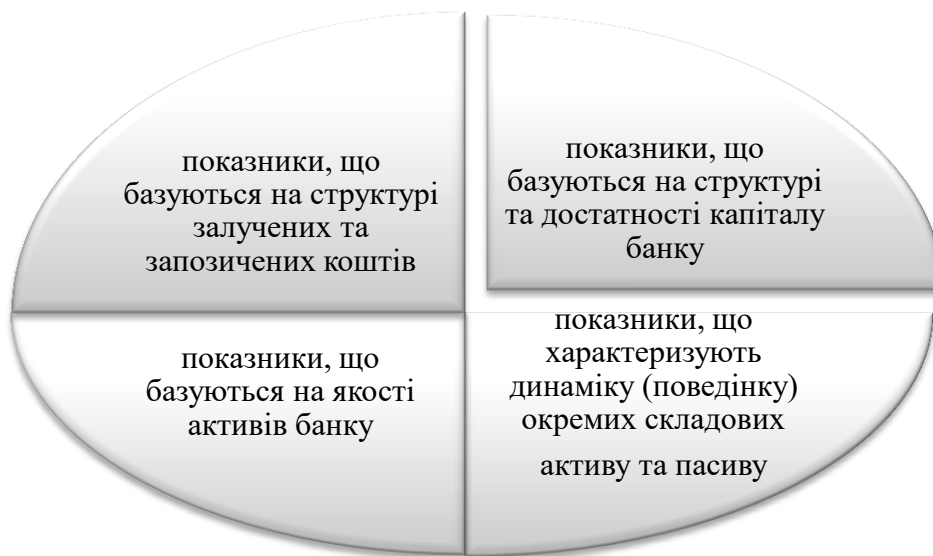 показники, що
базуються на структурі
залучених та
запозичених коштів
показники, що
базуються на структурі
та достатності капіталу
банку
показники, що
базуються на якості
активів банку
показники, що
характеризують
динаміку (поведінку)
окремих складових
активу та пасиву